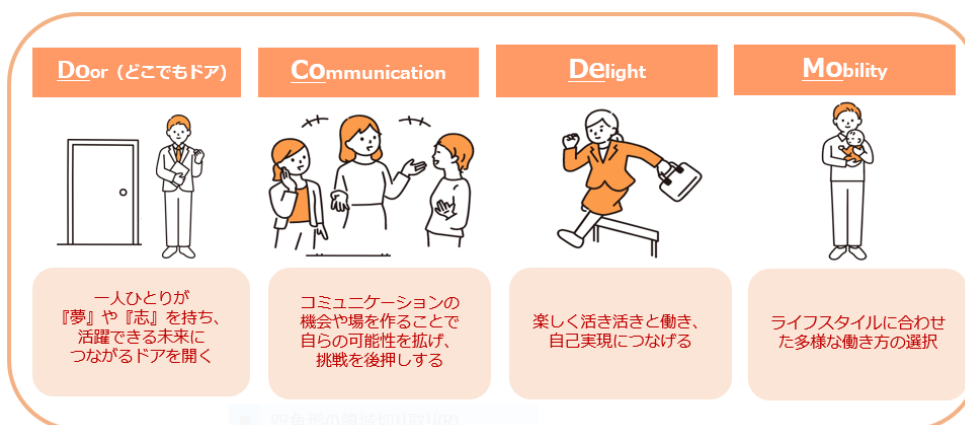 Door（どこでもドア）
Communication
Delight
Mobility
一人ひとりが
『夢』や『志』を持ち、
活躍できる未来に
つながるドアを開く
コミュニケーションの
機会や場を作ることで
自らの可能性を拡げ、
挑戦を後押しする
楽しく活き活きと働き、
自己実現につなげる
ライフスタイルに合わせ
た多様な働き方の選択